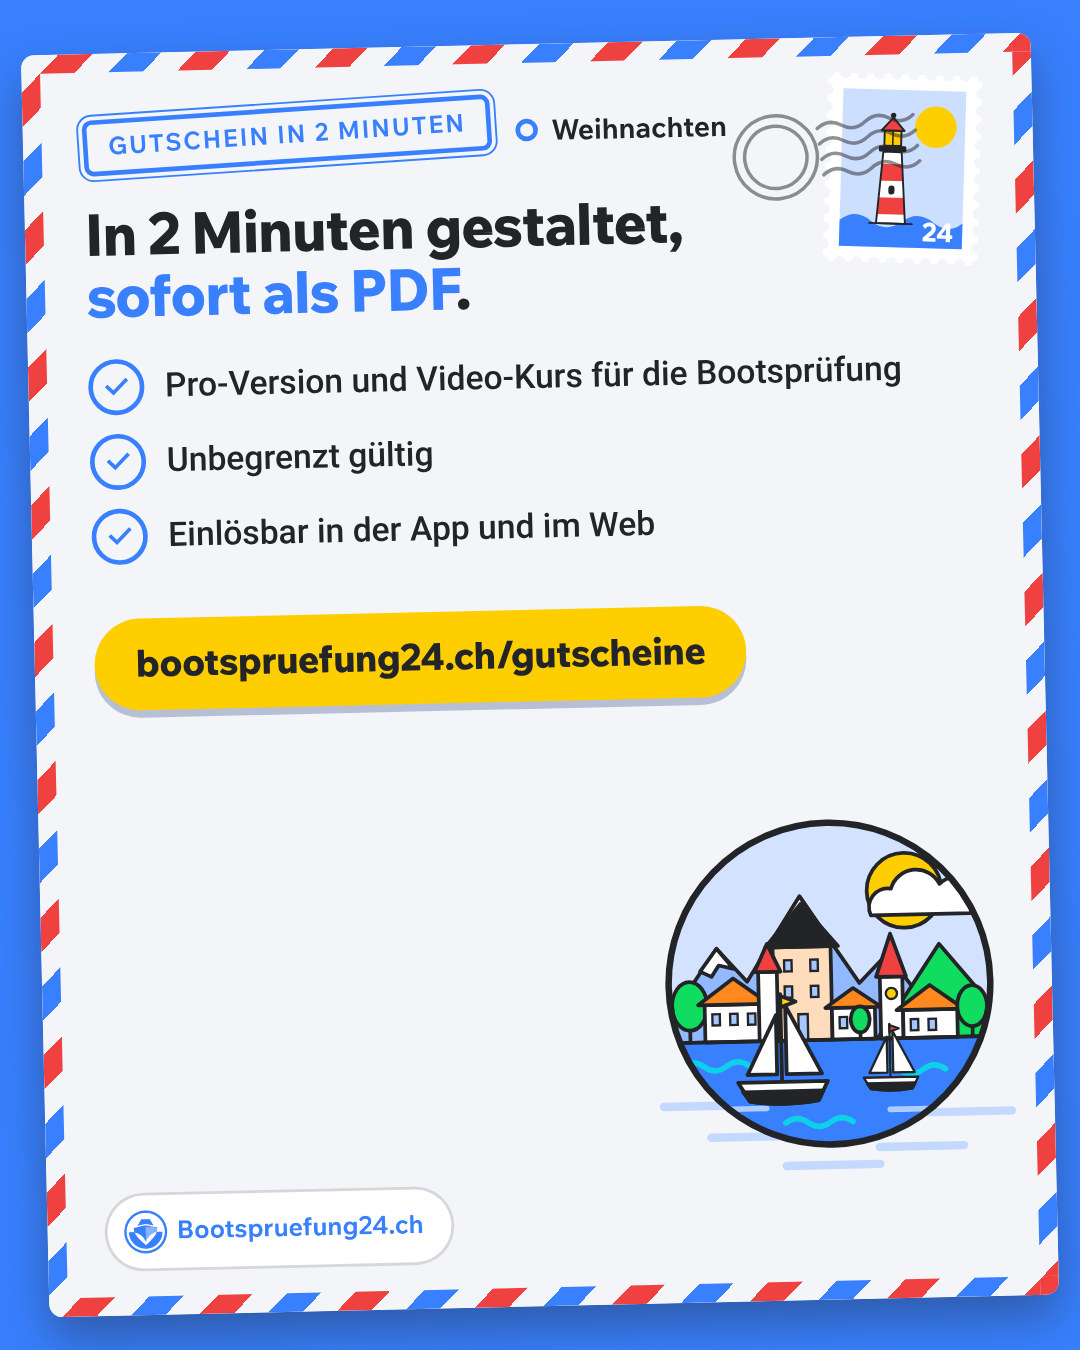 GUTSCHEIN IN 2 MINUTEN
Weihnachten
24
In 2 Minuten gestaltet,
sofort als PDF.
Pro-Version und Video-Kurs für die Bootsprüfung
Unbegrenzt gültig
Einlösbar in der App und im Web
bootspruefung24.ch/gutscheine
Bootspruefung24.ch